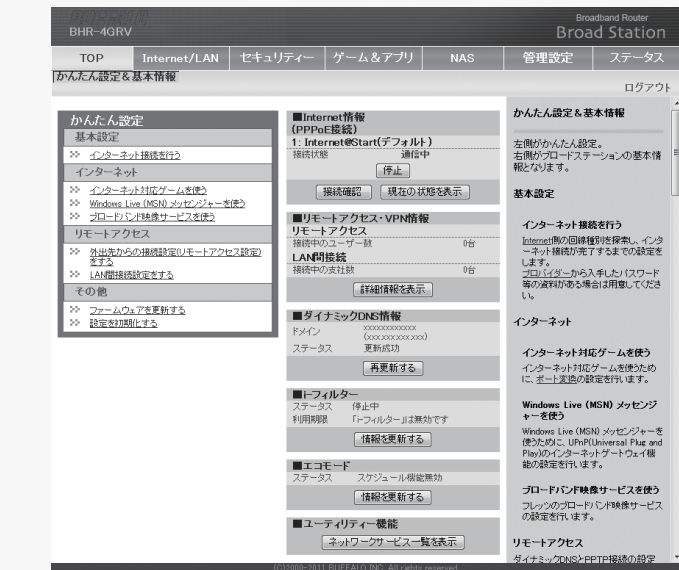 BUFFALO
BHR-4GRV
Broadband Router
Broad Station
TOP
Internet/LAN
セキュリティー
ゲーム＆アプリ
NAS
管理設定
ステータス
かんたん設定＆基本情報
ログアウト
かんたん設定
基本設定
インターネット接続を行う
インターネット
インターネット対応ゲームを使う
Windows Live (MSN) メッセンジャーを使う
ブロードバンド映像サービスを使う
リモートアクセス
外出先からの接続設定(リモートアクセス設定)
をする
LAN間接続設定をする
その他
ファームウェアを更新する
設定を初期化する
■Internet情報
(PPPoE接続)
1: Internet@Start(デフォルト)
接続状態 通信中
停止
接続確認 現在の状態を表示
■リモートアクセス・VPN情報
リモートアクセス
接続中のユーザー数 0台
LAN間接続
接続中の支社数 0台
詳細情報を表示
■ダイナミックDNS情報
ドメイン xxxxxxxxxxxx
(xxx.xxx.xxx.xxx)
ステータス 更新成功
再更新する
■i-フィルター
ステータス 停止中
利用期限 「i-フィルター」は無効です
情報を更新する
■エコモード
ステータス スケジュール機能無効
情報を更新する
■ユーティリティー機能
ネットワークサービス一覧を表示
かんたん設定＆基本情報
左側がかんたん設定。
右側がブロードステーションの基本情
報となります。
基本設定
インターネット接続を行う
Internet側の回線種別を探索し、インタ
ーネット接続が完了するまでの設定を
します。
プロバイダーから入手したパスワード
等の資料がある場合は用意してくださ
い。
インターネット
インターネット対応ゲームを使う
インターネット対応ゲームを使うため
に、ポート変換の設定を行います。
Windows Live (MSN) メッセンジ
ャーを使う
Windows Live (MSN) メッセンジャーを
使うために、UPnP(Universal Plug and
Play)のインターネットゲートウェイ機
能の設定を行います。
ブロードバンド映像サービスを使う
フレッツのブロードバンド映像サービス
の設定を行います。
リモートアクセス
ダイナミックDNSとPPTP接続の設定
(C)2000-2011 BUFFALO INC. All rights reserved.